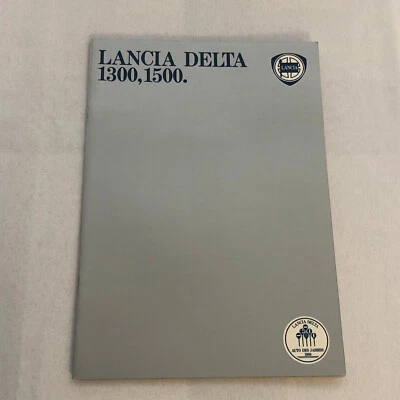 LANCIA DELTA
1300, 1500.
LANCIA
LANCIA DELTA
AUTO DES JAHRES